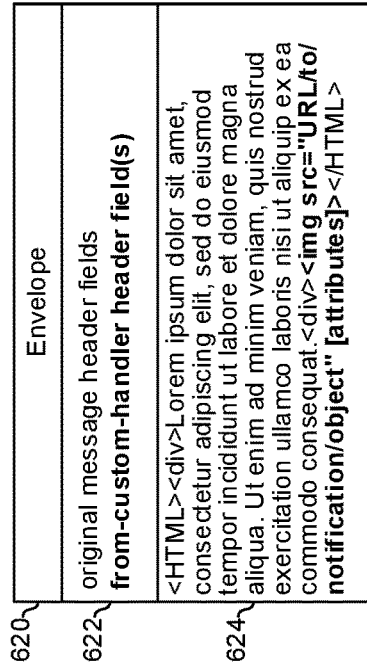 620
Envelope
622
original message header fields
from-custom-handler header field(s)
624
<HTML><div>Lorem ipsum dolor sit amet,
consectetur adipiscing elit, sed do eiusmod
tempor incididunt ut labore et dolore magna
aliqua. Ut enim ad minim veniam, quis nostrud
exercitation ullamco laboris nisi ut aliquip ex ea
commodo consequat.<div><img src="URL/to/
notification/object" [attributes]></HTML>